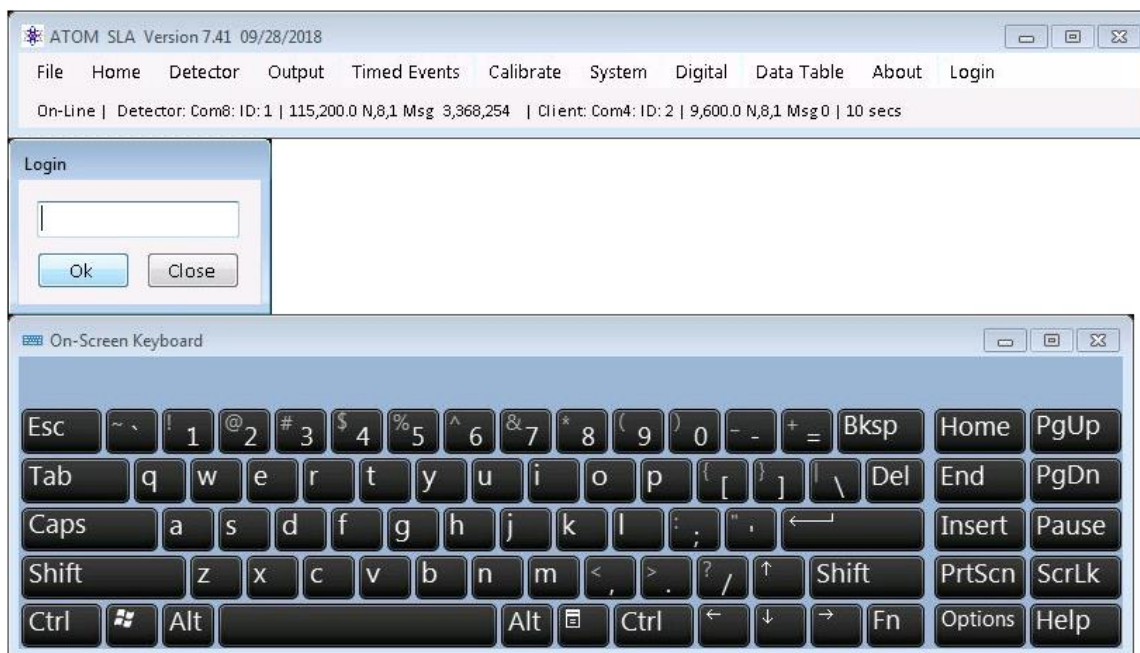 ATOM SLA Version 7.41 09/28/2018
File Home Detector Output Timed Events Calibrate System Digital Data Table About Login
On-Line | Detector: Com8: ID: 1 | 115,200.0 N,8,1 Msg 3,368,254 | Client: Com4: ID: 2 | 9,600.0 N,8,1 Msg 0 | 10 secs
Login
Ok Close
On-Screen Keyboard
Esc ~ ` ! 1 @ 2 # 3 $ 4 % 5 ^ 6 & 7 * 8 ( 9 ) 0 _ - + = Bksp Home PgUp
Tab q w e r t y u i o p { [ } ] | \ Del End PgDn
Caps a s d f g h j k l : ; " ' Insert Pause
Shift z x c v b n m < , > . ? / ↑ Shift PrtScn ScrLk
Ctrl Alt Alt Ctrl ← ↓ → Fn Options Help